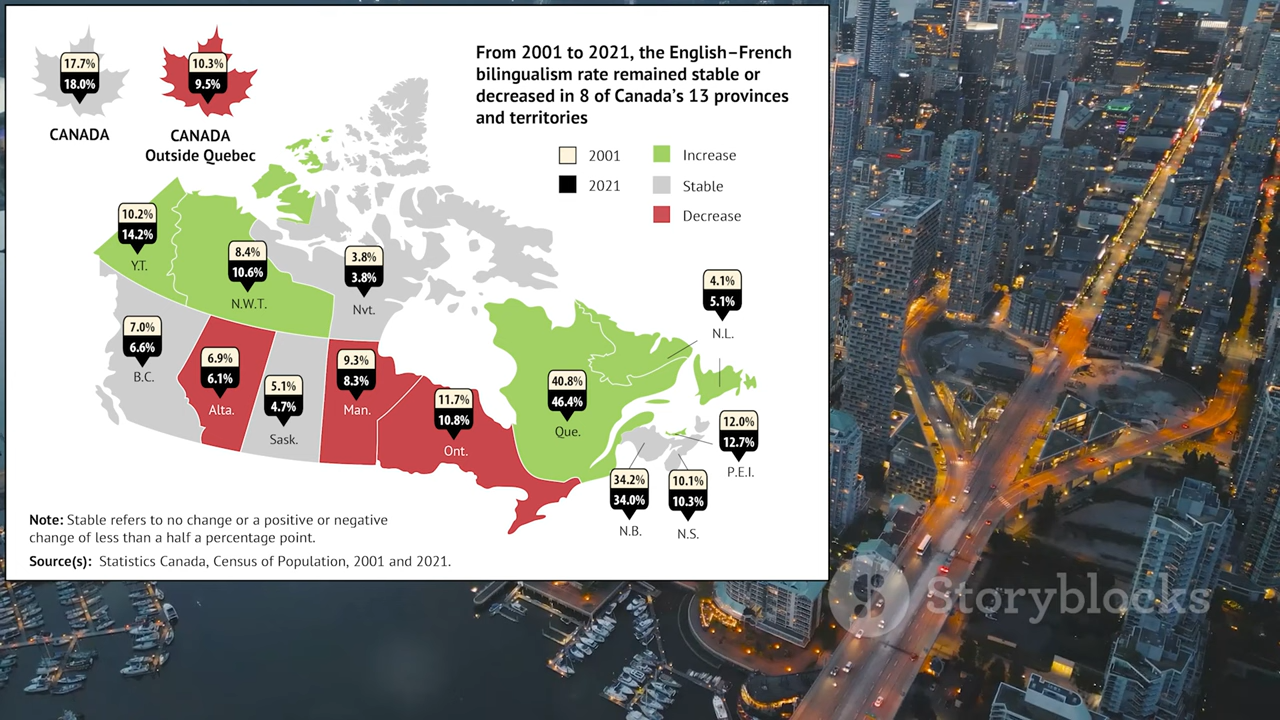 From 2001 to 2021, the English–French
bilingualism rate remained stable or
decreased in 8 of Canada's 13 provinces
and territories
17.7%
18.0%
CANADA
10.3%
9.5%
CANADA
Outside Quebec
2001
2021
Increase
Stable
Decrease
10.2%
14.2%
Y.T.
8.4%
10.6%
N.W.T.
3.8%
3.8%
Nvt.
7.0%
6.6%
B.C.
6.9%
6.1%
Alta.
5.1%
4.7%
Sask.
9.3%
8.3%
Man.
11.7%
10.8%
Ont.
40.8%
46.4%
Que.
4.1%
5.1%
N.L.
12.0%
12.7%
P.E.I.
34.2%
34.0%
N.B.
10.1%
10.3%
N.S.
Note: Stable refers to no change or a positive or negative
change of less than a half a percentage point.
Source(s): Statistics Canada, Census of Population, 2001 and 2021.
Storyblocks